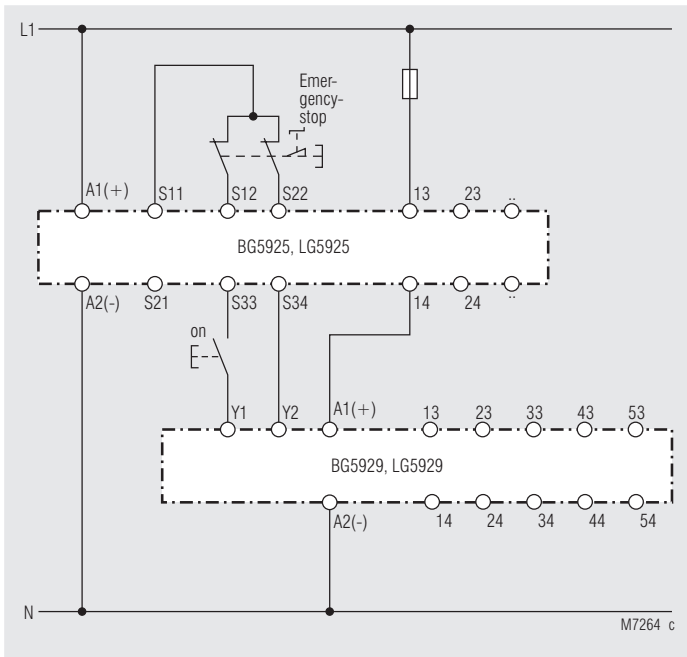 L1
Emer-
gency-
stop
A1(+) S11 S12 S22 13 23 ..
BG5925, LG5925
A2(-) S21 S33 S34 14 24 ..
on
Y1 Y2 A1(+) 13 23 33 43 53
BG5929, LG5929
A2(-) 14 24 34 44 54
N
M7264 c